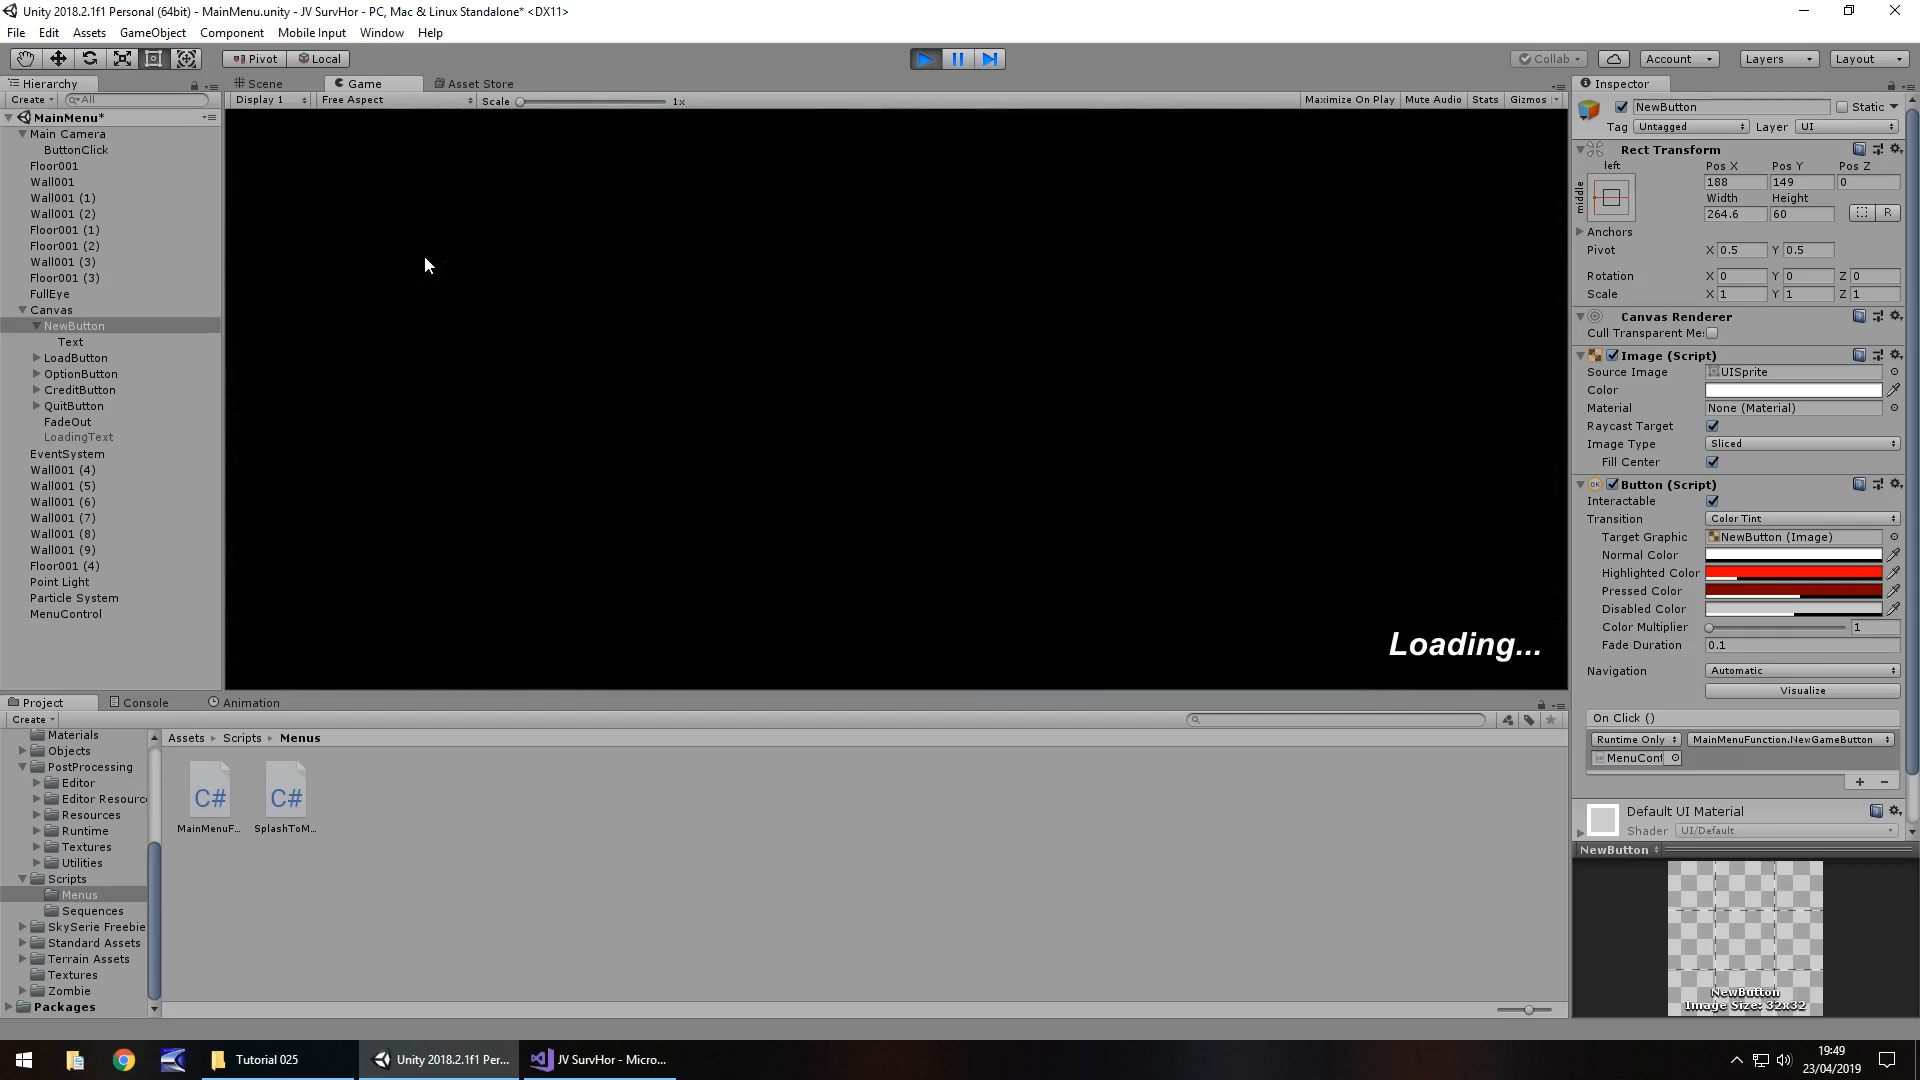 Unity 2018.2.1f1 Personal (64bit) - MainMenu.unity - JV SurvHor - PC, Mac & Linux Standalone* <DX11>
File Edit Assets GameObject Component Mobile Input Window Help
Pivot Local Collab Account Layers Layout
Hierarchy Scene Game Asset Store Inspector
Create All Display 1 Free Aspect Scale 1x Maximize On Play Mute Audio Stats Gizmos
MainMenu*
Main Camera
ButtonClick
Floor001
Wall001
Wall001 (1)
Wall001 (2)
Floor001 (1)
Floor001 (2)
Wall001 (3)
Floor001 (3)
FullEye
Canvas
NewButton
Text
LoadButton
OptionButton
CreditButton
QuitButton
FadeOut
LoadingText
EventSystem
Wall001 (4)
Wall001 (5)
Wall001 (6)
Wall001 (7)
Wall001 (8)
Wall001 (9)
Floor001 (4)
Point Light
Particle System
MenuControl
Loading...
NewButton Static
Tag Untagged Layer UI
Rect Transform
left Pos X Pos Y Pos Z
middle 188 149 0
Width Height
264.6 60 R
Anchors
Pivot X 0.5 Y 0.5
Rotation X 0 Y 0 Z 0
Scale X 1 Y 1 Z 1
Canvas Renderer
Cull Transparent Me
Image (Script)
Source Image UISprite
Color
Material None (Material)
Raycast Target
Image Type Sliced
Fill Center
Button (Script)
Interactable
Transition Color Tint
Target Graphic NewButton (Image)
Normal Color
Highlighted Color
Pressed Color
Disabled Color
Color Multiplier 1
Fade Duration 0.1
Navigation Automatic
Visualize
On Click ()
Runtime Only MainMenuFunction.NewGameButton
MenuCont
+ −
Default UI Material
Shader UI/Default
NewButton
NewButton
Image Size: 32x32
Project Console Animation
Create
Materials
Objects
PostProcessing
Editor
Editor Resourc
Resources
Runtime
Textures
Utilities
Scripts
Menus
Sequences
SkySerie Freebie
Standard Assets
Terrain Assets
Textures
Zombie
Packages
Assets Scripts Menus
C# C#
MainMenuF... SplashToM...
Tutorial 025 Unity 2018.2.1f1 Per... JV SurvHor - Micro...
19:49
23/04/2019